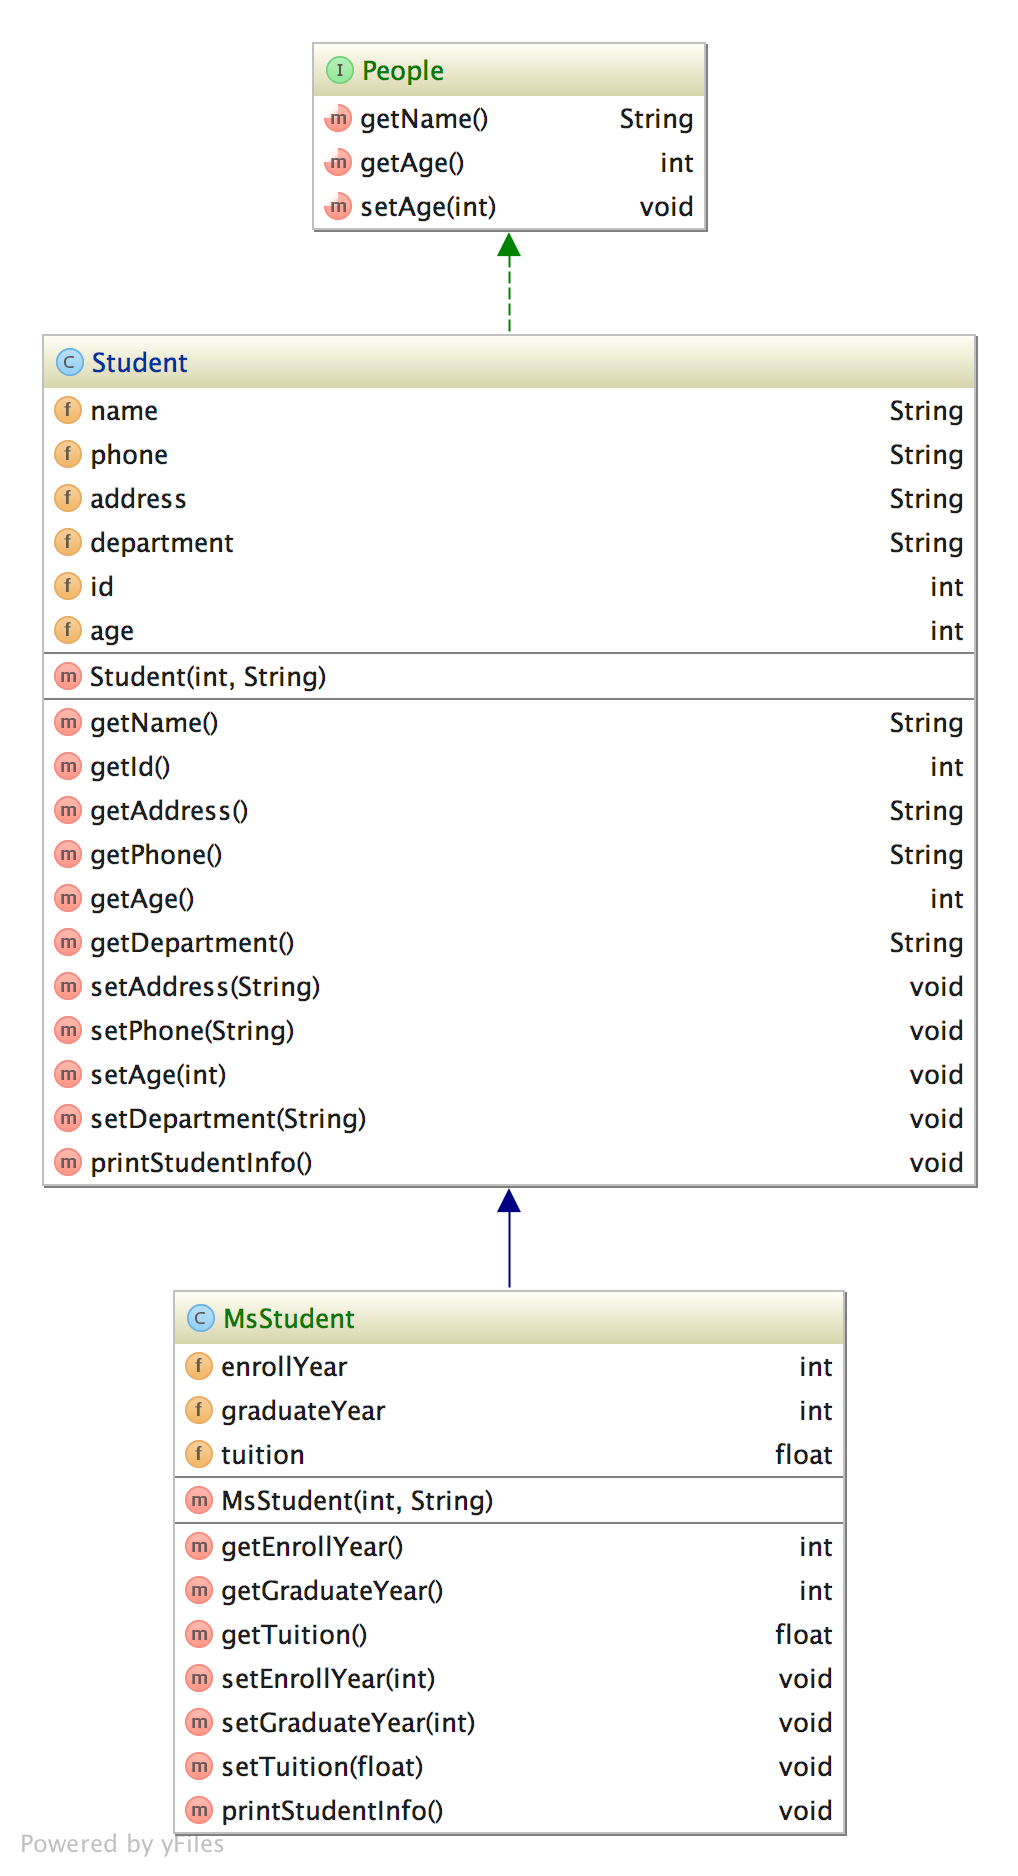 I People
m getName() String
m getAge() int
m setAge(int) void
C Student
f name String
f phone String
f address String
f department String
f id int
f age int
m Student(int, String)
m getName() String
m getId() int
m getAddress() String
m getPhone() String
m getAge() int
m getDepartment() String
m setAddress(String) void
m setPhone(String) void
m setAge(int) void
m setDepartment(String) void
m printStudentInfo() void
C MsStudent
f enrollYear int
f graduateYear int
f tuition float
m MsStudent(int, String)
m getEnrollYear() int
m getGraduateYear() int
m getTuition() float
m setEnrollYear(int) void
m setGraduateYear(int) void
m setTuition(float) void
m printStudentInfo() void
Powered by yFiles